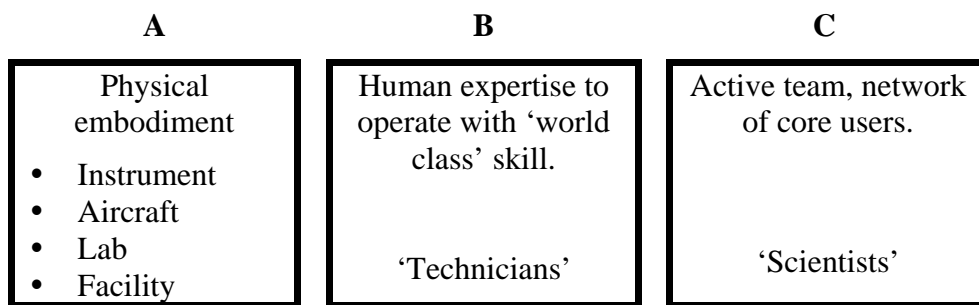 A
B
C
Physical
embodiment
• Instrument
• Aircraft
• Lab
• Facility
Human expertise to
operate with ‘world
class’ skill.
‘Technicians’
Active team, network
of core users.
‘Scientists’